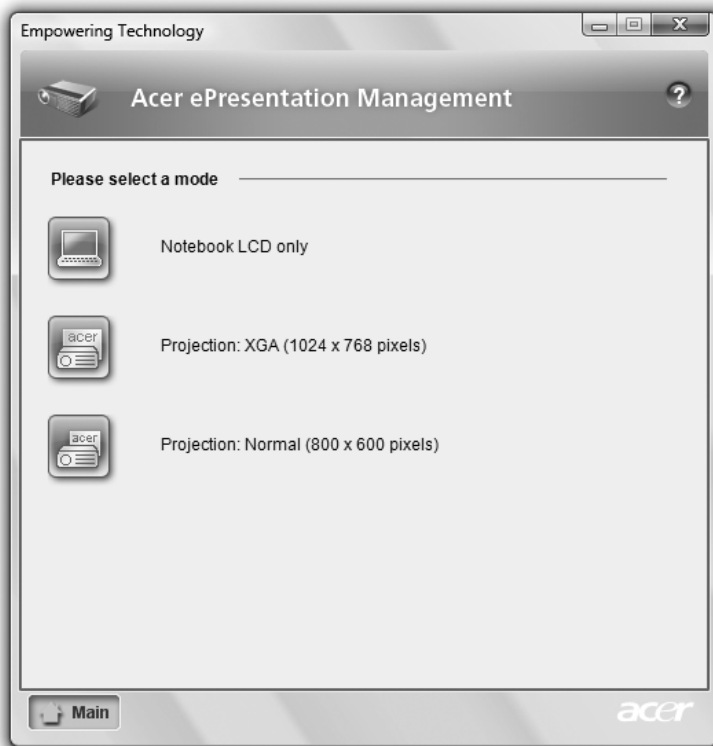 Empowering Technology
Acer ePresentation Management
?
Please select a mode
Notebook LCD only
acer
Projection: XGA (1024 x 768 pixels)
acer
Projection: Normal (800 x 600 pixels)
Main
acer